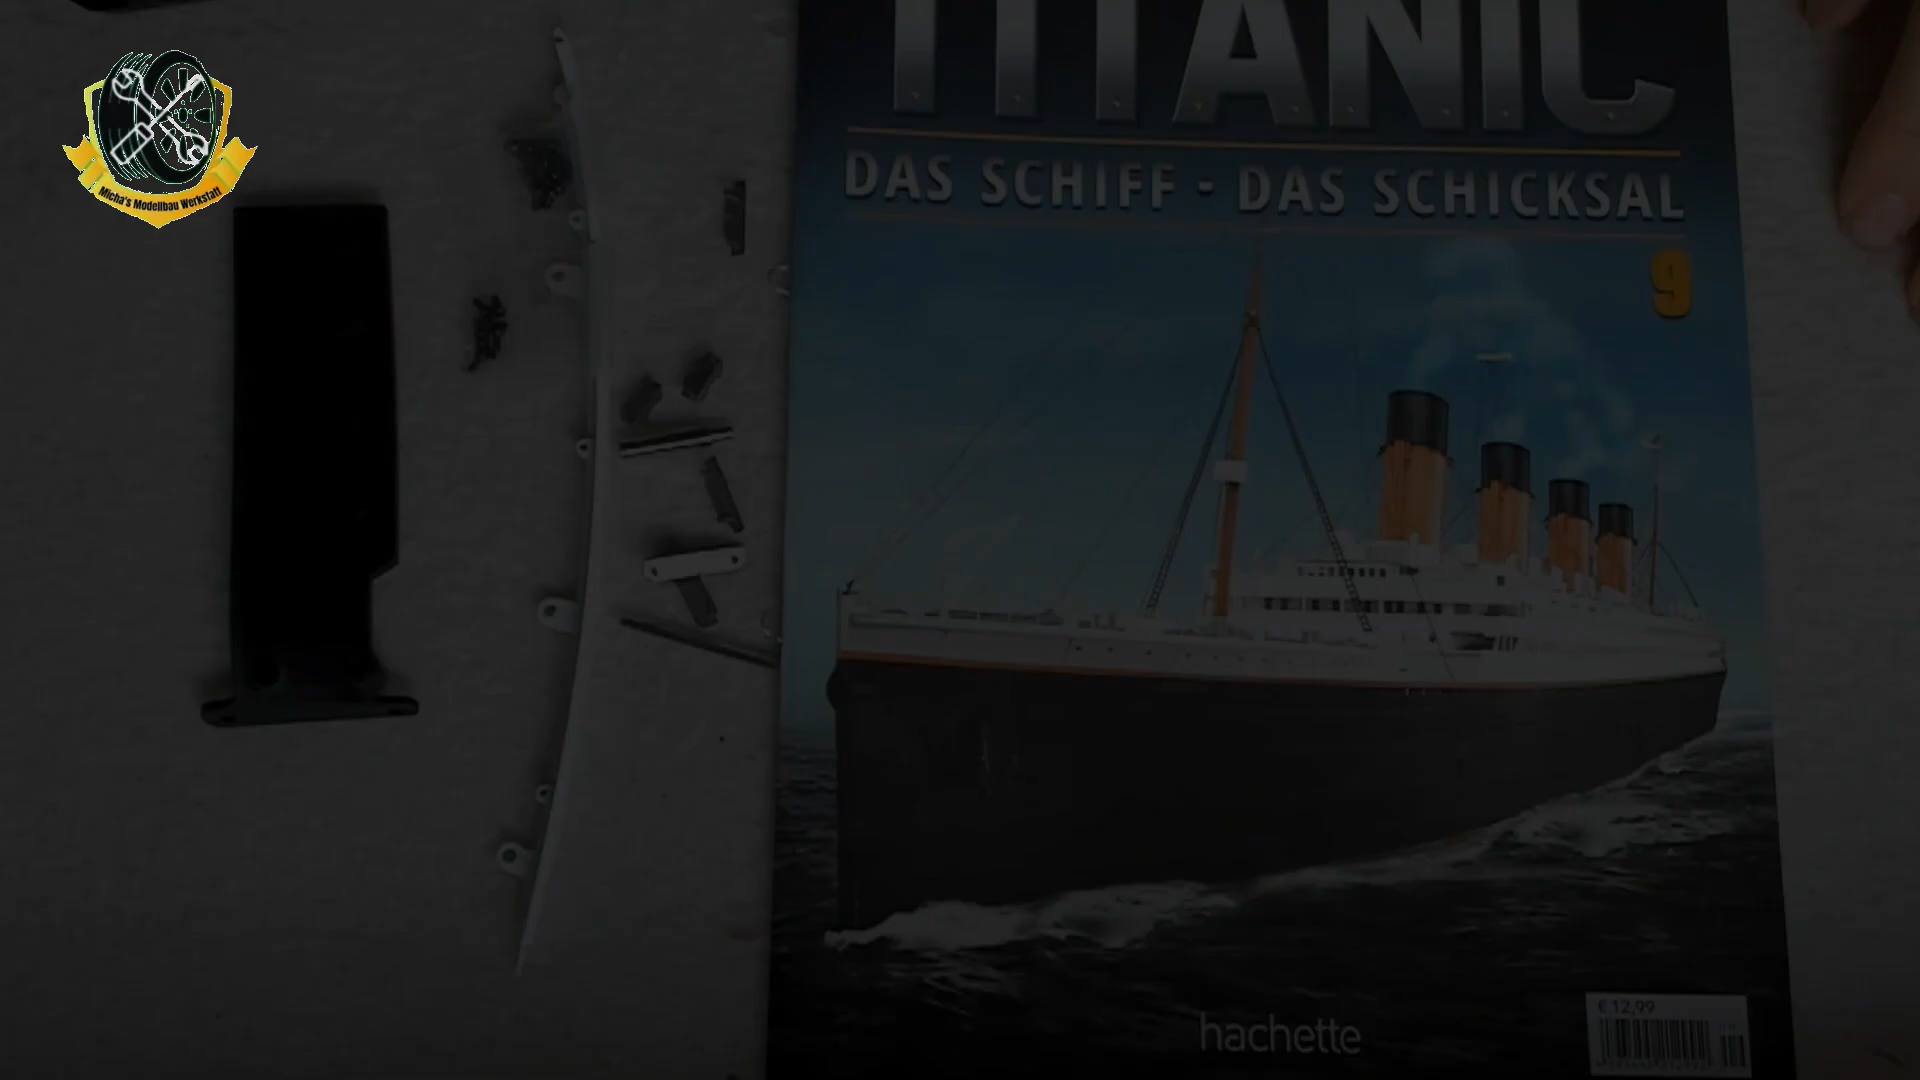 Micha's Modellbau Werkstatt
TITANIC
DAS SCHIFF - DAS SCHICKSAL
9
hachette
€ 12,99